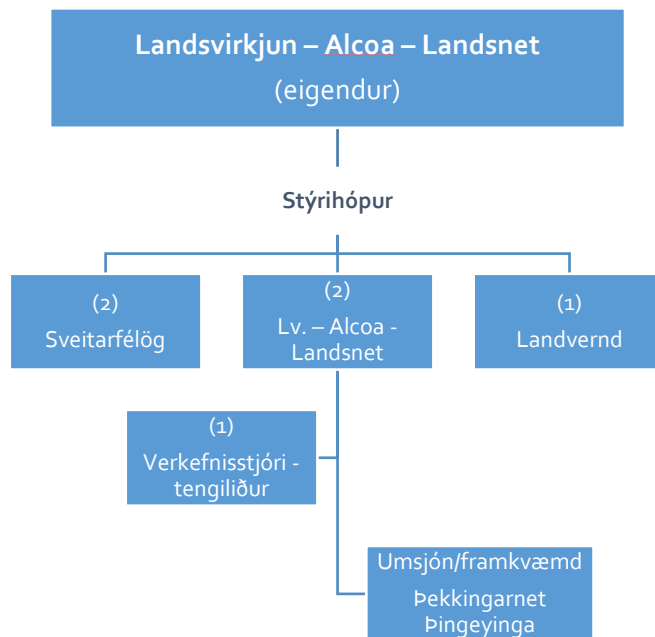 Landsvirkjun – Alcoa – Landsnet
(eigendur)
Stýrihópur
(2)
Sveitarfélög
(2)
Lv. – Alcoa -
Landsnet
(1)
Landvernd
(1)
Verkefnisstjóri -
tengiliður
Umsjón/framkvæmd
Þekkingarnet
Þingeyinga